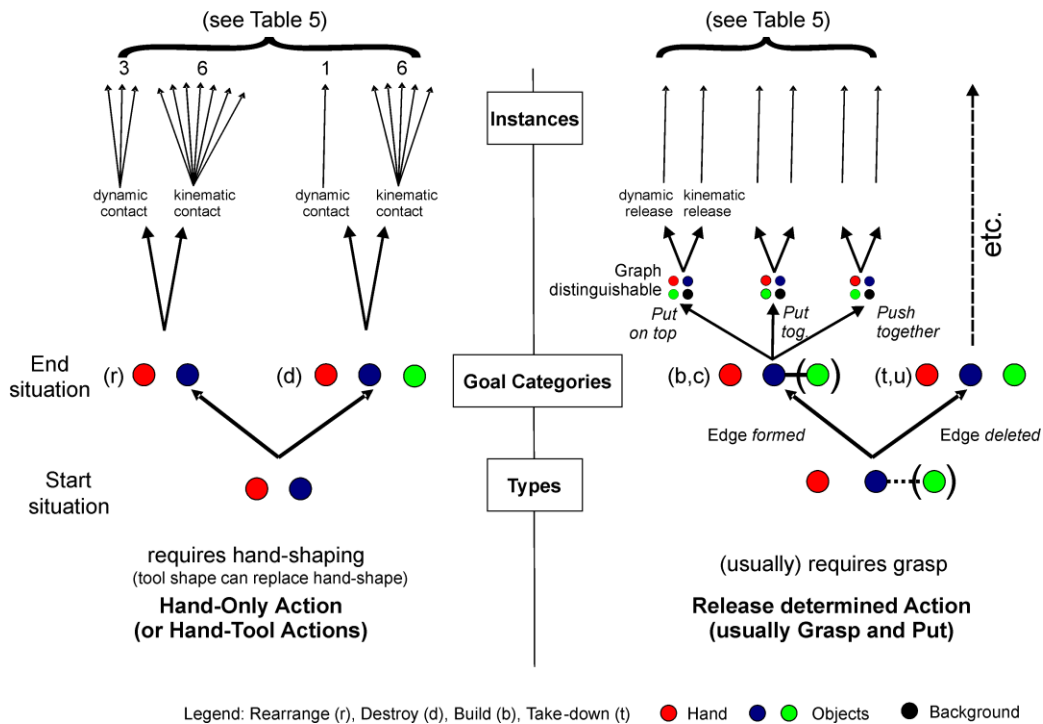 (see Table 5)
(see Table 5)
3
6
1
6
Instances
dynamic
contact
kinematic
contact
dynamic
contact
kinematic
contact
dynamic
release
kinematic
release
etc.
Graph
distinguishable
Put
on top
Put
tog.
Push
together
End
situation
(r)
(d)
Goal Categories
(b,c)
( )
(t,u)
Edge formed
Edge deleted
Start
situation
Types
( )
requires hand-shaping
(tool shape can replace hand-shape)
Hand-Only Action
(or Hand-Tool Actions)
(usually) requires grasp
Release determined Action
(usually Grasp and Put)
Legend: Rearrange (r), Destroy (d), Build (b), Take-down (t) Hand Objects Background